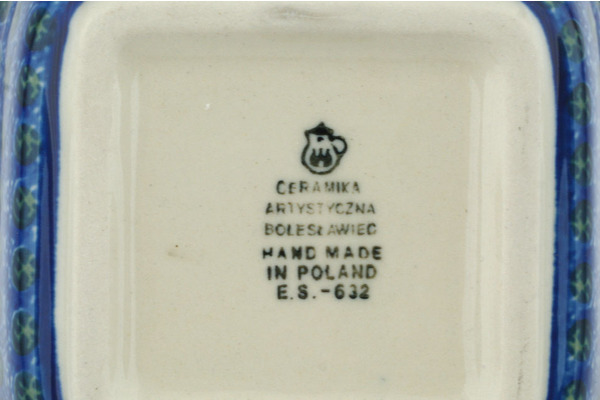 CERAMIKA
ARTYSTYCZNA
BOLESŁAWIEC
HAND MADE
IN POLAND
E.S.-632